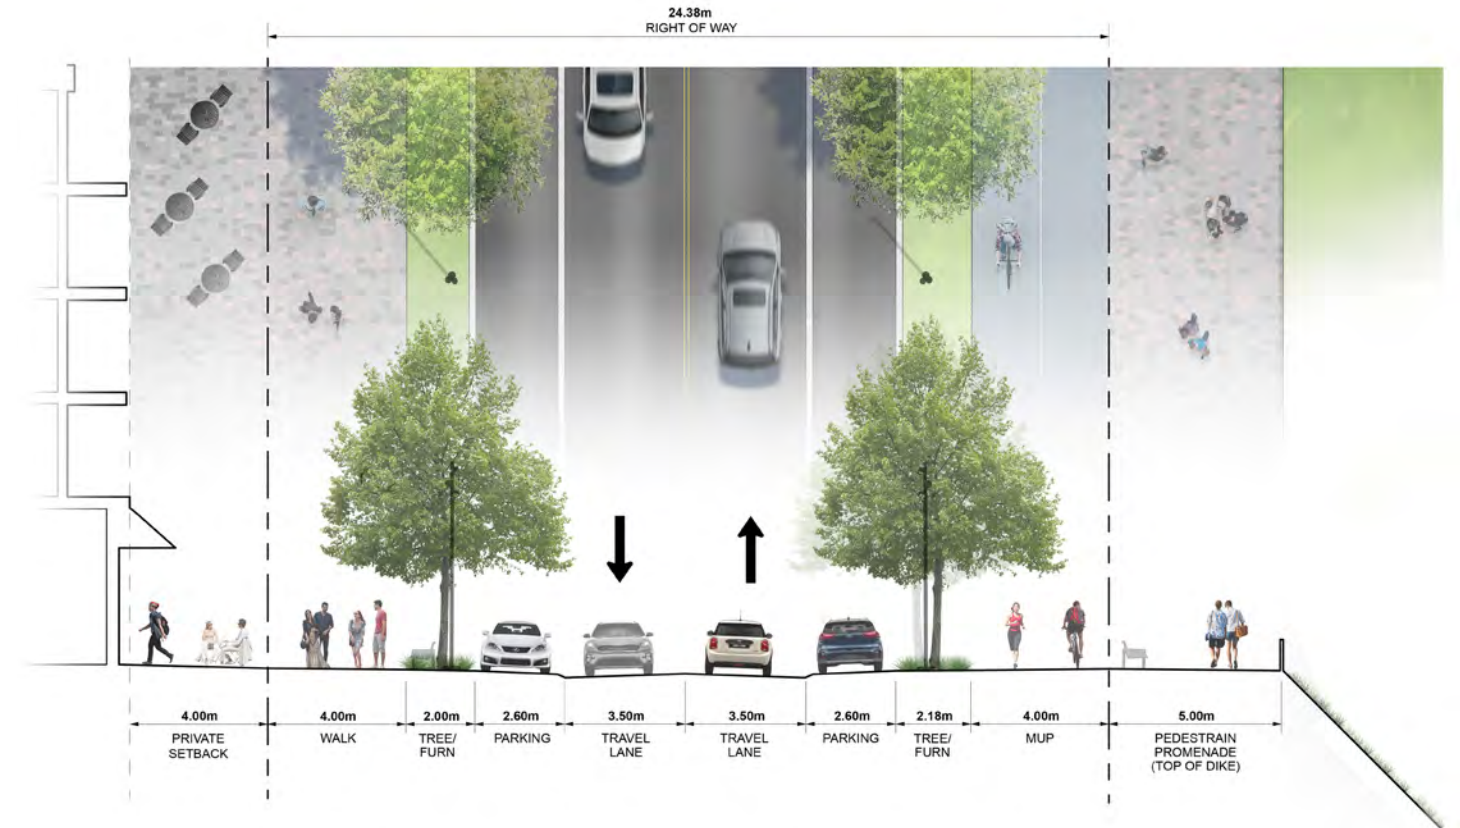 24.38m
RIGHT OF WAY
4.00m
PRIVATE
SETBACK
4.00m
WALK
2.00m
TREE/
FURN
2.60m
PARKING
3.50m
TRAVEL
LANE
3.50m
TRAVEL
LANE
2.60m
PARKING
2.18m
TREE/
FURN
4.00m
MUP
5.00m
PEDESTRAIN
PROMENADE
(TOP OF DIKE)